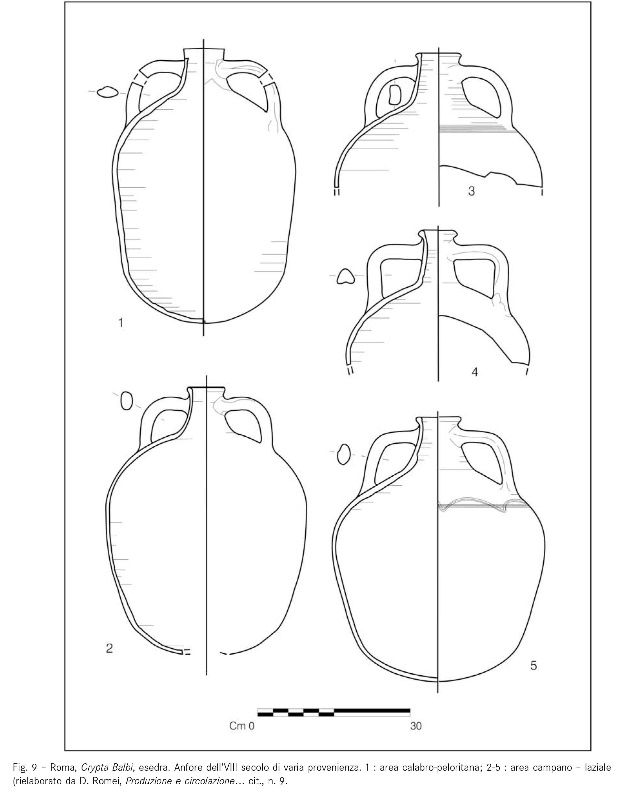 1
3
4
2
5
Cm 0 30
Fig. 9 – Roma, Crypta Balbi, esedra. Anfore dell'VIII secolo di varia provenienza. 1 : area calabro-peloritana; 2-5 : area campano – laziale
(rielaborato da D. Romei, Produzione e circolazione... cit., n. 9.